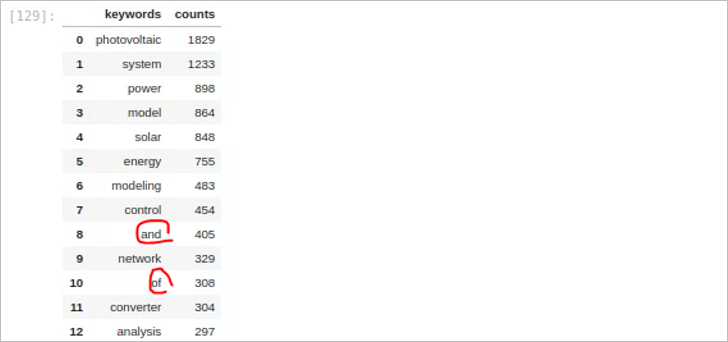 [129]:
keywords counts
0 photovoltaic 1829
1 system 1233
2 power 898
3 model 864
4 solar 848
5 energy 755
6 modeling 483
7 control 454
8 and 405
9 network 329
10 of 308
11 converter 304
12 analysis 297